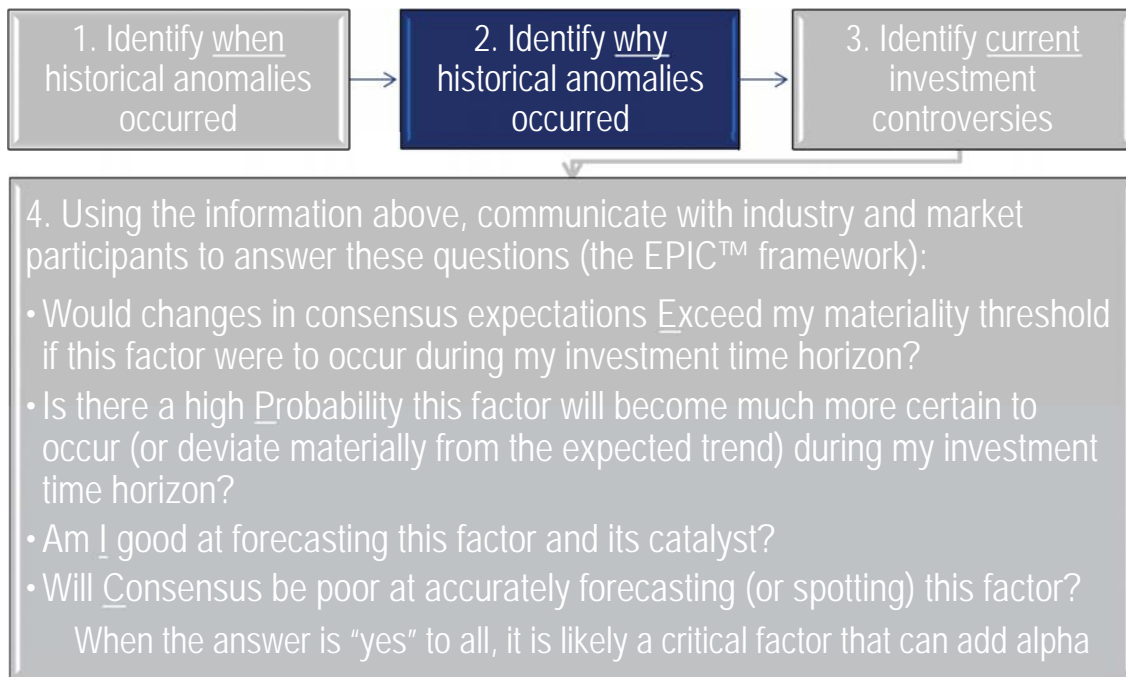 1. Identify when
historical anomalies
occurred
2. Identify why
historical anomalies
occurred
3. Identify current
investment
controversies
4. Using the information above, communicate with industry and market
participants to answer these questions (the EPIC™ framework):
• Would changes in consensus expectations Exceed my materiality threshold
if this factor were to occur during my investment time horizon?
• Is there a high Probability this factor will become much more certain to
occur (or deviate materially from the expected trend) during my investment
time horizon?
• Am I good at forecasting this factor and its catalyst?
• Will Consensus be poor at accurately forecasting (or spotting) this factor?
When the answer is “yes” to all, it is likely a critical factor that can add alpha